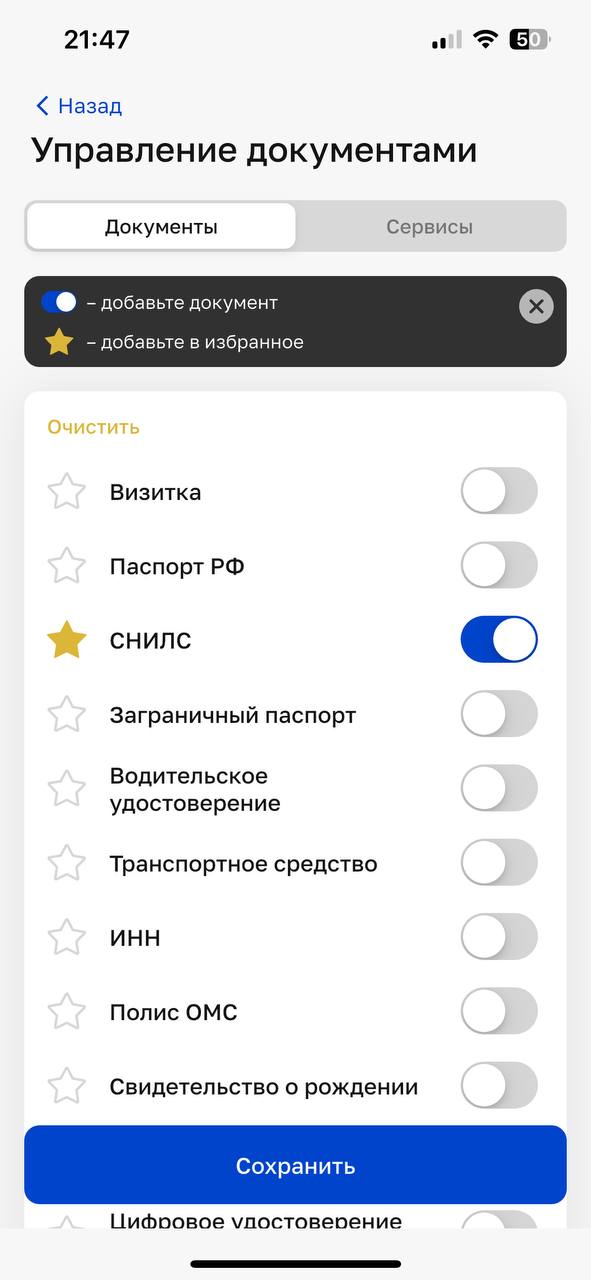 21:47
50
Назад
Управление документами
Документы
Сервисы
– добавьте документ
– добавьте в избранное
Очистить
Визитка
Паспорт РФ
СНИЛС
Заграничный паспорт
Водительское
удостоверение
Транспортное средство
ИНН
Полис ОМС
Свидетельство о рождении
Сохранить
Цифровое удостоверение